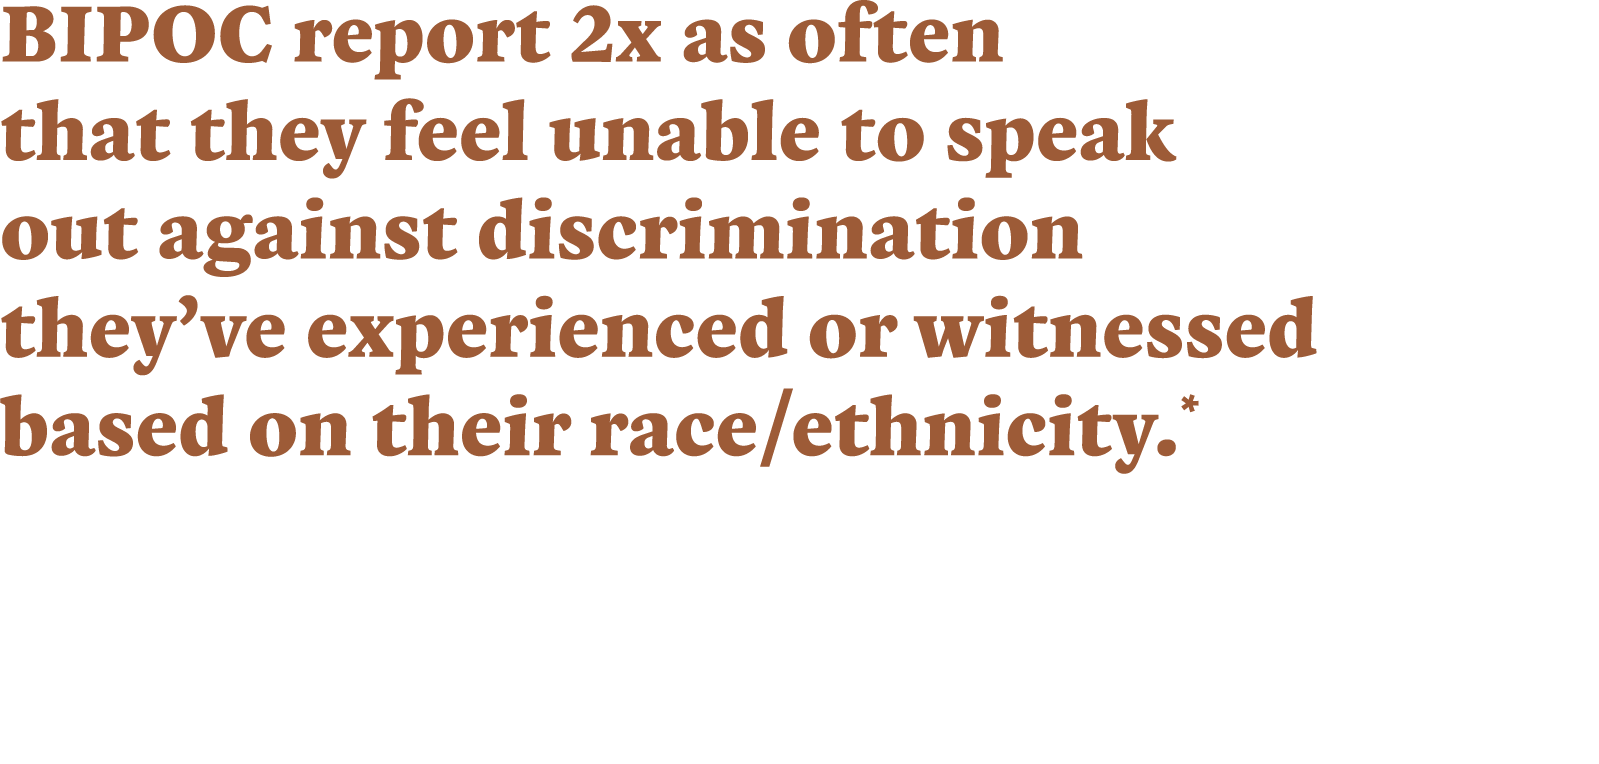 BIPOC report 2x as often
that they feel unable to speak
out against discrimination
they’ve experienced or witnessed
based on their race/ethnicity.*